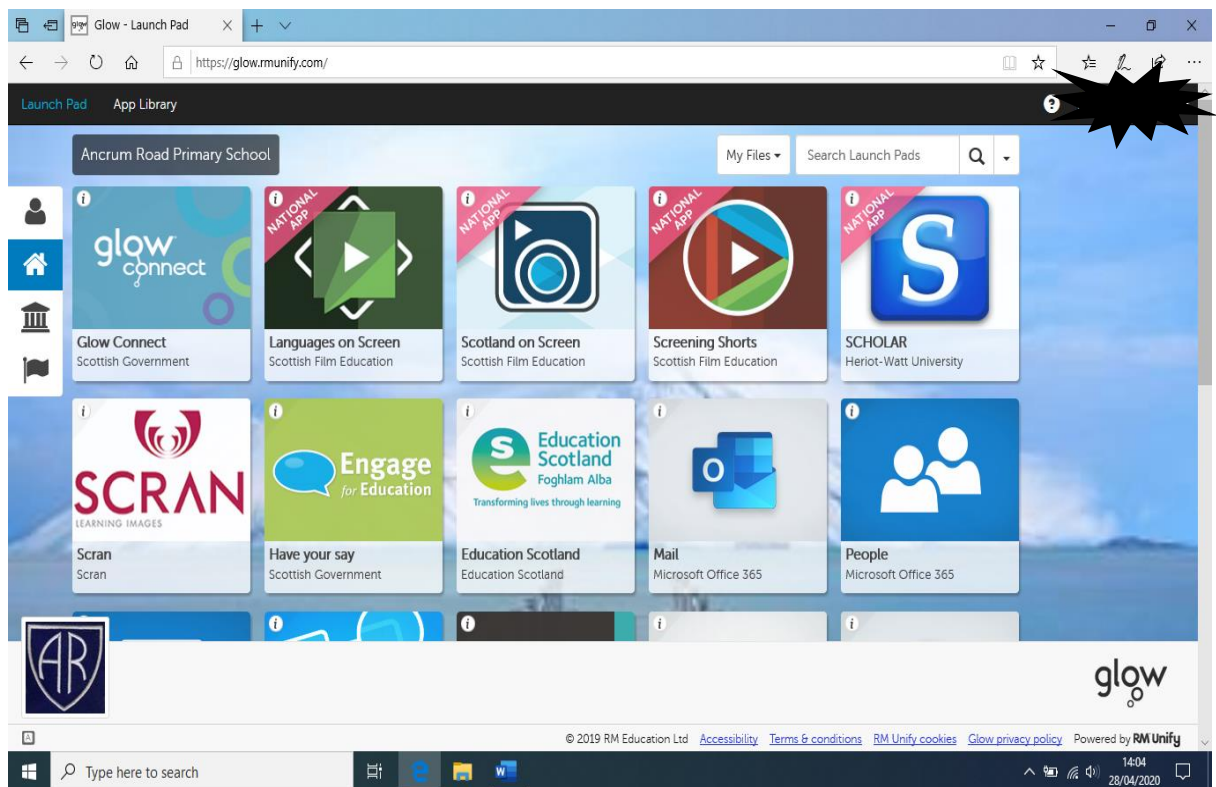 glow Glow - Launch Pad
https://glow.rmunify.com/
Launch Pad App Library
Ancrum Road Primary School My Files Search Launch Pads
NATIONAL APP NATIONAL APP NATIONAL APP NATIONAL APP
glow connect
S
Glow Connect Languages on Screen Scotland on Screen Screening Shorts SCHOLAR
Scottish Government Scottish Film Education Scottish Film Education Scottish Film Education Heriot-Watt University
SCRAN
LEARNING IMAGES
Engage
for Education
S Education
Scotland
Foghlam Alba
Transforming lives through learning
O
Scran Have your say Education Scotland Mail People
Scran Scottish Government Education Scotland Microsoft Office 365 Microsoft Office 365
AR
glow
A © 2019 RM Education Ltd Accessibility Terms & conditions RM Unify cookies Glow privacy policy Powered by RM Unify
Type here to search W 14:04
28/04/2020